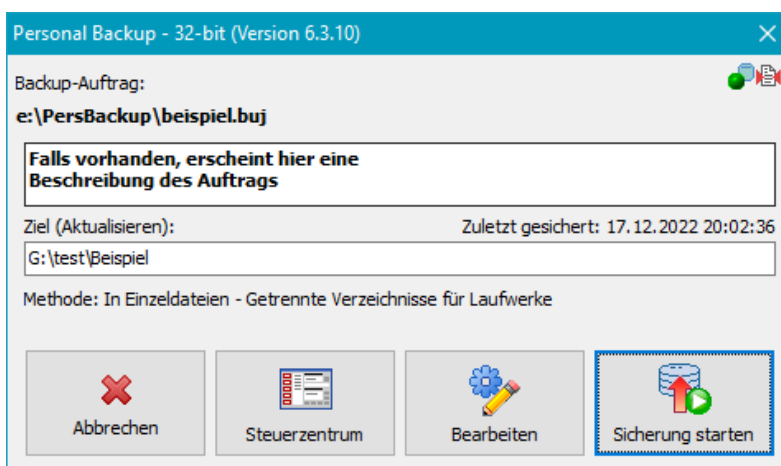 Personal Backup - 32-bit (Version 6.3.10)
Backup-Auftrag:
e:\PersBackup\beispiel.buj
Falls vorhanden, erscheint hier eine
Beschreibung des Auftrags
Ziel (Aktualisieren): Zuletzt gesichert: 17.12.2022 20:02:36
G:\test\Beispiel
Methode: In Einzeldateien - Getrennte Verzeichnisse für Laufwerke
Abbrechen Steuerzentrum Bearbeiten Sicherung starten